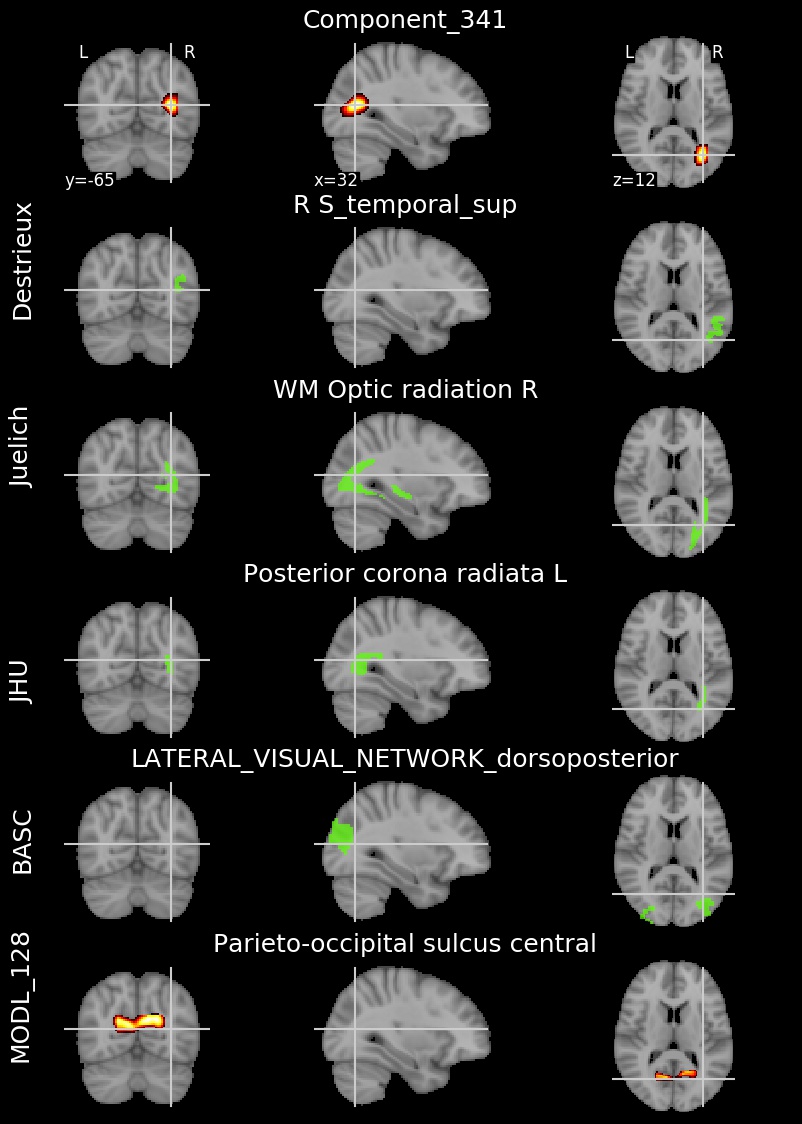 Component_341
L R L R
y=-65 x=32 z=12
Destrieux
R S_temporal_sup
Juelich
WM Optic radiation R
JHU
Posterior corona radiata L
BASC
LATERAL_VISUAL_NETWORK_dorsoposterior
MODL_128
Parieto-occipital sulcus central